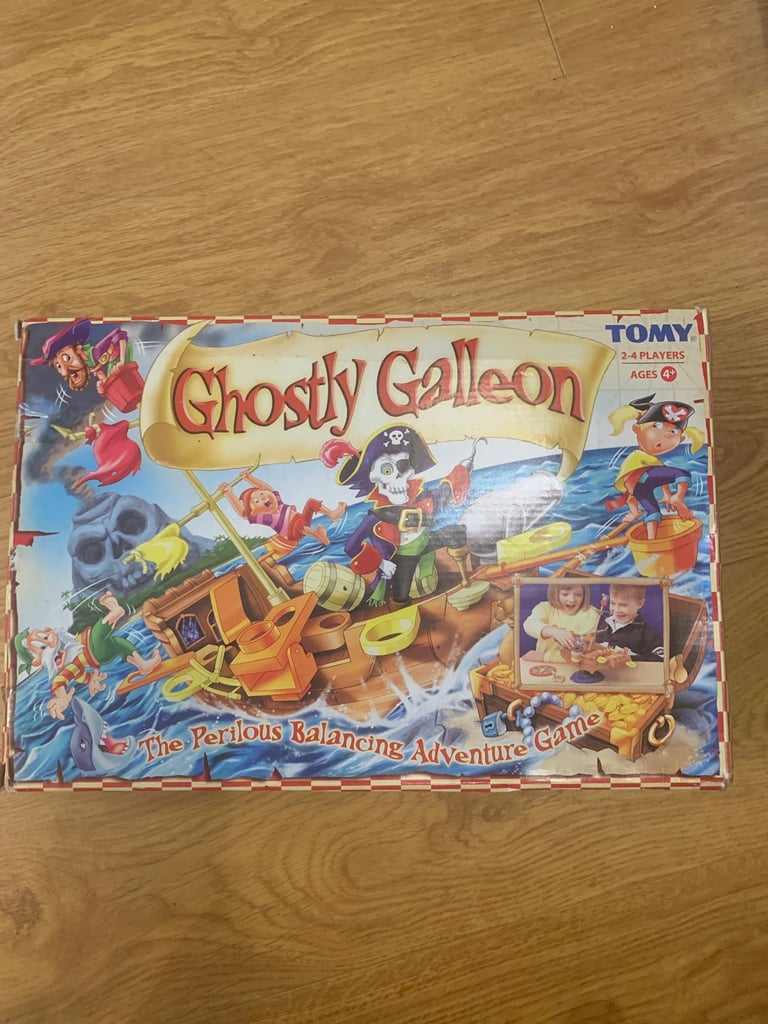 Ghostly Galleon
TOMY®
2-4 PLAYERS
AGES 4+
The Perilous Balancing Adventure Game